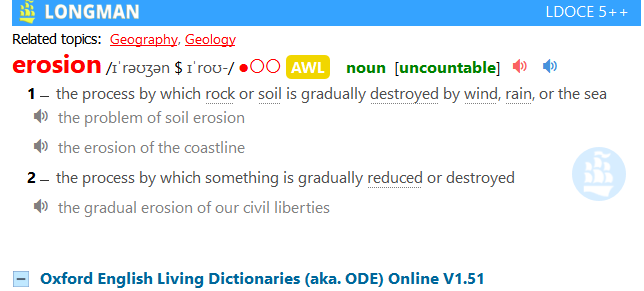 LONGMAN LDOCE 5++
Related topics: Geography, Geology
erosion /ɪˈrəʊʒən $ ɪˈroʊ-/ ●○○ AWL noun [uncountable]
1 – the process by which rock or soil is gradually destroyed by wind, rain, or the sea
the problem of soil erosion
the erosion of the coastline
2 – the process by which something is gradually reduced or destroyed
the gradual erosion of our civil liberties
Oxford English Living Dictionaries (aka. ODE) Online V1.51